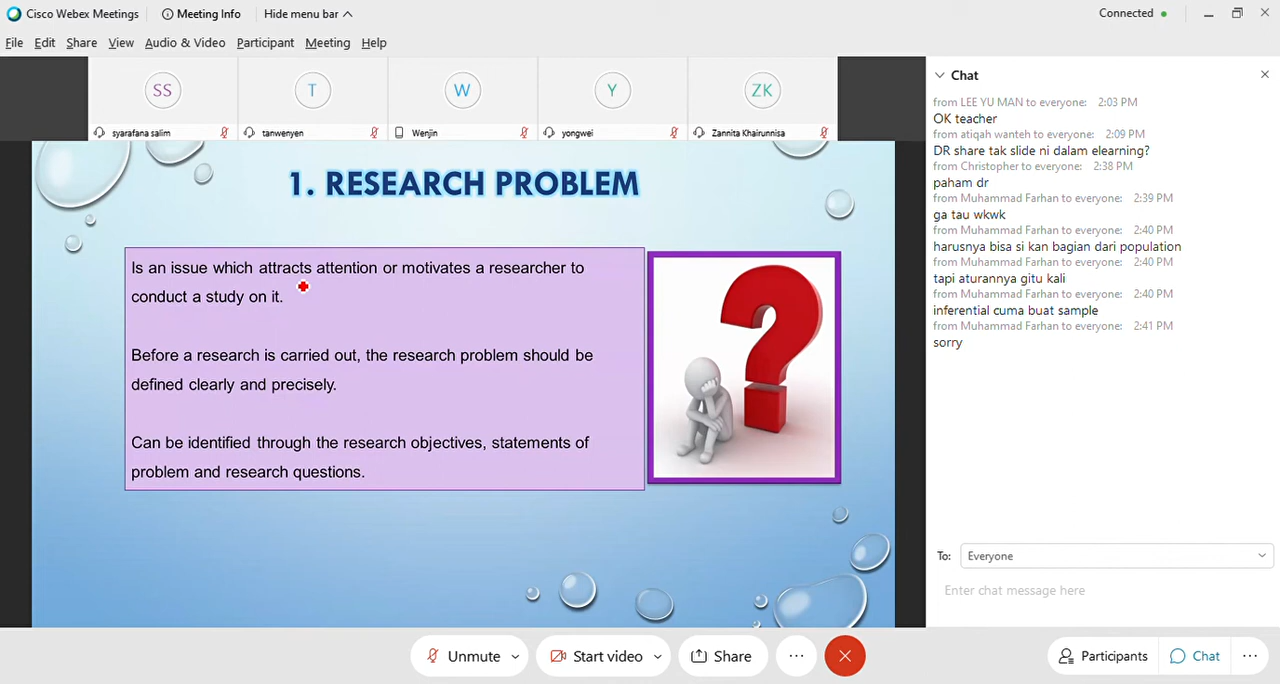 Cisco Webex Meetings
Meeting Info
Hide menu bar
Connected
File Edit Share View Audio & Video Participant Meeting Help
SS
T
W
Y
ZK
syarafana salim
tanwenyen
Wenjin
yongwei
Zannita Khairunnisa
1. RESEARCH PROBLEM
Is an issue which attracts attention or motivates a researcher to
conduct a study on it.
Before a research is carried out, the research problem should be
defined clearly and precisely.
Can be identified through the research objectives, statements of
problem and research questions.
?
Chat
from LEE YU MAN to everyone: 2:03 PM
OK teacher
from atiqah wanteh to everyone: 2:09 PM
DR share tak slide ni dalam elearning?
from Christopher to everyone: 2:38 PM
paham dr
from Muhammad Farhan to everyone: 2:39 PM
ga tau wkwk
from Muhammad Farhan to everyone: 2:40 PM
harusnya bisa si kan bagian dari population
from Muhammad Farhan to everyone: 2:40 PM
tapi aturannya gitu kali
from Muhammad Farhan to everyone: 2:40 PM
inferential cuma buat sample
from Muhammad Farhan to everyone: 2:41 PM
sorry
To: Everyone
Enter chat message here
Unmute
Start video
Share
Participants
Chat